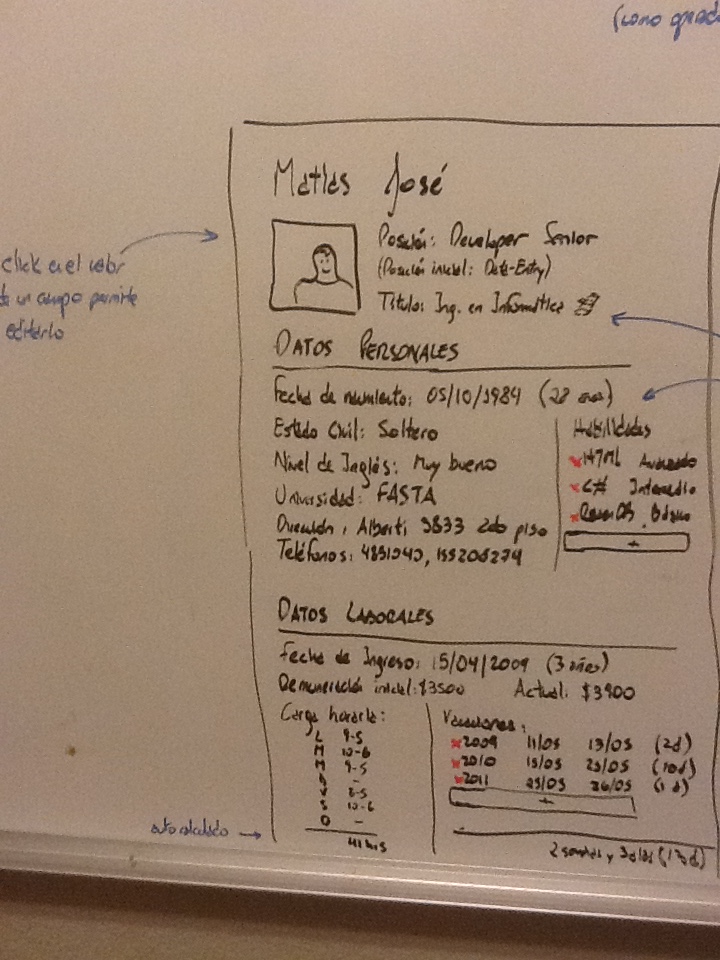 (como
Matías José
click en el valor
de un campo permite
editarlo
Posición: Developer Senior
(Posición inicial: Data-Entry)
Título: Ing. en Informática
DATOS PERSONALES
Fecha de nacimiento: 05/10/1984 (28 años)
Estado Civil: Soltero
Nivel de Inglés: Muy bueno
Universidad: FASTA
Dirección: Alberti 3833 2do piso
Teléfonos: 4891343, 155206274
Habilidades
x HTML Avanzado
x C# Intermedio
x Básico
+
DATOS LABORALES
Fecha de Ingreso: 15/04/2009 (3 años)
Remuneración inicial: $3500 Actual: $3900
Carga horaria:
L 9-5
M 10-6
M 9-5
-
V 8-5
S 10-6
D -
autocalculado
41 hrs
Vacaciones:
x 2009 11/05 13/05 (2d)
x 2010 15/05 25/05 (10d)
x 2011 25/05 26/05 (1d)
+
2 semanas y 3 días (13d)